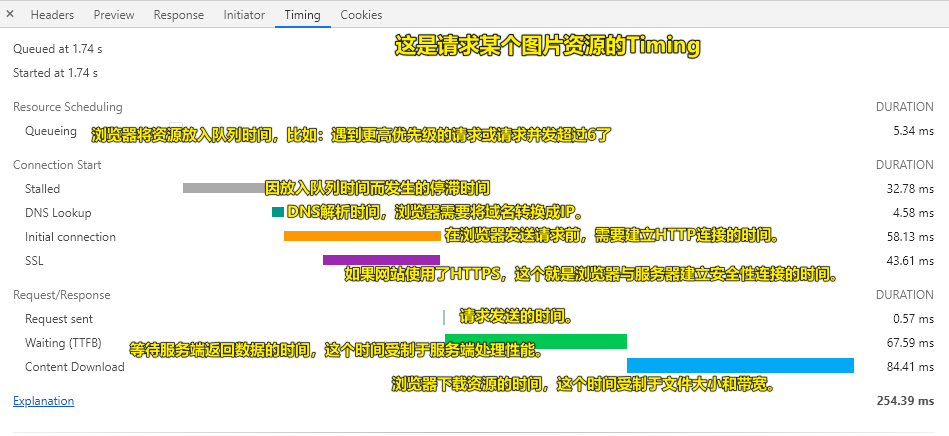 × Headers Preview Response Initiator Timing Cookies
这是请求某个图片资源的Timing
Queued at 1.74 s
Started at 1.74 s
Resource Scheduling DURATION
Queueing 浏览器将资源放入队列时间，比如：遇到更高优先级的请求或请求并发超过6了 5.34 ms
Connection Start DURATION
Stalled 因放入队列时间而发生的停滞时间 32.78 ms
DNS Lookup DNS解析时间，浏览器需要将域名转换成IP。 4.58 ms
Initial connection 在浏览器发送请求前，需要建立HTTP连接的时间。 58.13 ms
SSL 43.61 ms
如果网站使用了HTTPS，这个就是浏览器与服务器建立安全性连接的时间。
Request/Response DURATION
Request sent 请求发送的时间。 0.57 ms
Waiting (TTFB) 等待服务端返回数据的时间，这个时间受制于服务端处理性能。 67.59 ms
Content Download 84.41 ms
浏览器下载资源的时间，这个时间受制于文件大小和带宽。
Explanation 254.39 ms